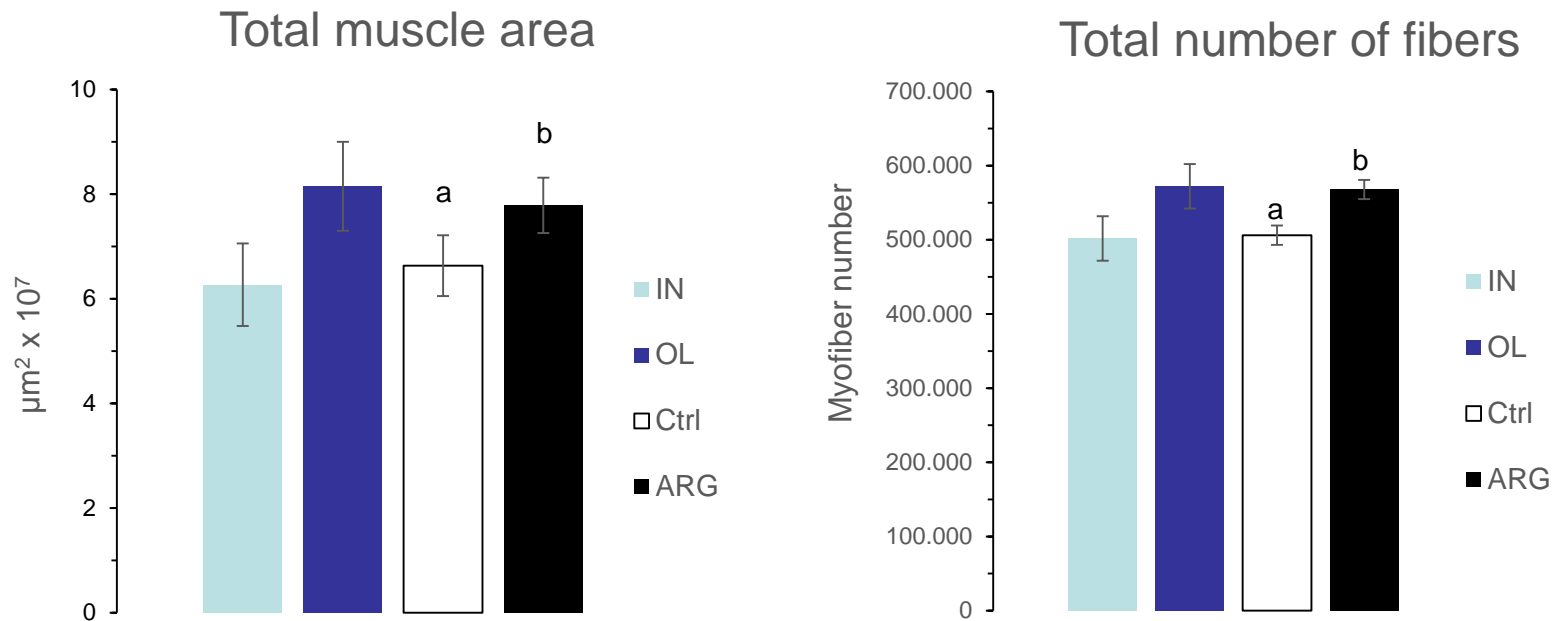 Total muscle area
10
8
6
4
2
0
µm² x 10⁷
a
b
IN
OL
Ctrl
ARG
Total number of fibers
700.000
600.000
500.000
400.000
300.000
200.000
100.000
0
Myofiber number
a
b
IN
OL
Ctrl
ARG